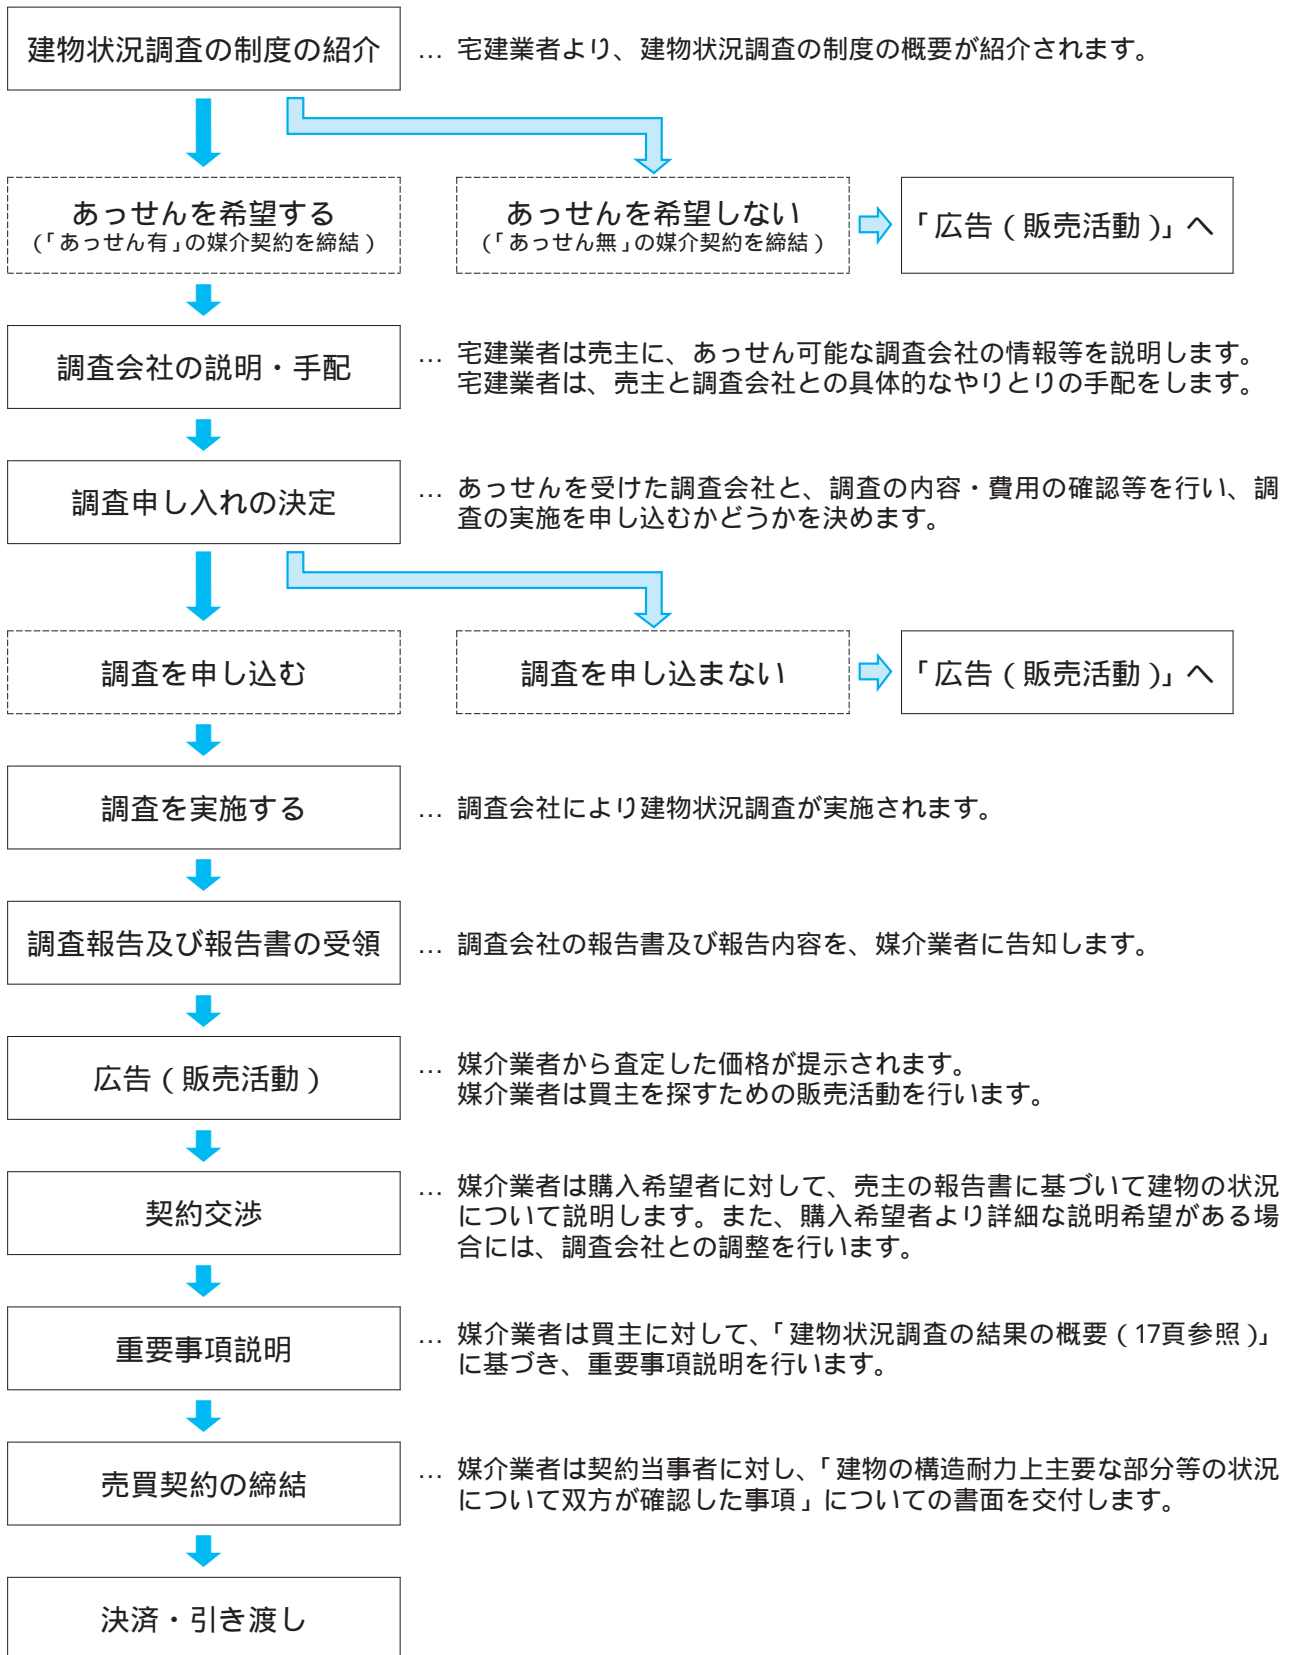 建物状況調査の制度の紹介
… 宅建業者より、建物状況調査の制度の概要が紹介されます。
あっせんを希望する
(「あっせん有」の媒介契約を締結)
あっせんを希望しない
(「あっせん無」の媒介契約を締結)
「広告(販売活動)」へ
調査会社の説明・手配
… 宅建業者は売主に、あっせん可能な調査会社の情報等を説明します。
宅建業者は、売主と調査会社との具体的なやりとりの手配をします。
調査申し入れの決定
… あっせんを受けた調査会社と、調査の内容・費用の確認等を行い、調
査の実施を申し込むかどうかを決めます。
調査を申し込む
調査を申し込まない
「広告(販売活動)」へ
調査を実施する
… 調査会社により建物状況調査が実施されます。
調査報告及び報告書の受領
… 調査会社の報告書及び報告内容を、媒介業者に告知します。
広告(販売活動)
… 媒介業者から査定した価格が提示されます。
媒介業者は買主を探すための販売活動を行います。
契約交渉
… 媒介業者は購入希望者に対して、売主の報告書に基づいて建物の状況
について説明します。また、購入希望者より詳細な説明希望がある場
合には、調査会社との調整を行います。
重要事項説明
… 媒介業者は買主に対して、「建物状況調査の結果の概要(17頁参照)」
に基づき、重要事項説明を行います。
売買契約の締結
… 媒介業者は契約当事者に対し、「建物の構造耐力上主要な部分等の状況
について双方が確認した事項」についての書面を交付します。
決済・引き渡し